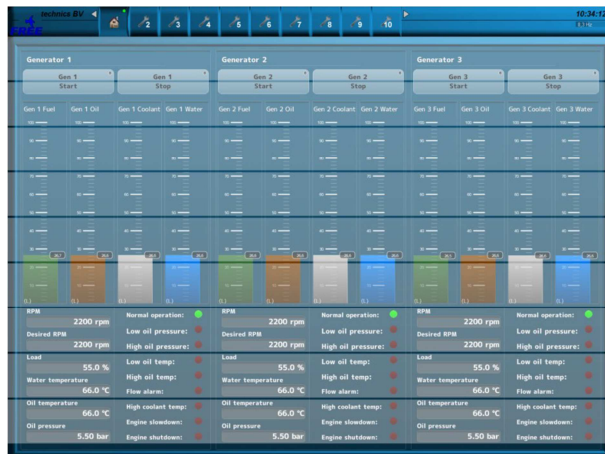 technica BV
FREE
2 3 4 5 6 7 8 9 10
10:34:1
Generator 1 Generator 2 Generator 3
Gen 1 Gen 1 Gen 2 Gen 2 Gen 3 Gen 3
Start Stop Start Stop Start Stop
Gen 1 Fuel Gen 1 Oil Gen 1 Coolant Gen 1 Water Gen 2 Fuel Gen 2 Oil Gen 2 Coolant Gen 2 Water Gen 3 Fuel Gen 3 Oil Gen 3 Coolant Gen 3 Water
RPM Normal operation: RPM Normal operation: RPM Normal operation:
2200 rpm 2200 rpm 2200 rpm
Desired RPM Low oil pressure: Desired RPM Low oil pressure: Desired RPM Low oil pressure:
2200 rpm High oil pressure: 2200 rpm High oil pressure: 2200 rpm High oil pressure:
Load Low oil temp: Load Low oil temp: Load Low oil temp:
55.0 % High oil temp: 55.0 % High oil temp: 55.0 % High oil temp:
Water temperature Water temperature Water temperature
66.0 °C Flow alarm: 66.0 °C Flow alarm: 66.0 °C Flow alarm:
Oil temperature High coolant temp: Oil temperature High coolant temp: Oil temperature High coolant temp:
66.0 °C 66.0 °C 66.0 °C
Oil pressure Engine slowdown: Oil pressure Engine slowdown: Oil pressure Engine slowdown:
5.50 bar Engine shutdown: 5.50 bar Engine shutdown: 5.50 bar Engine shutdown: